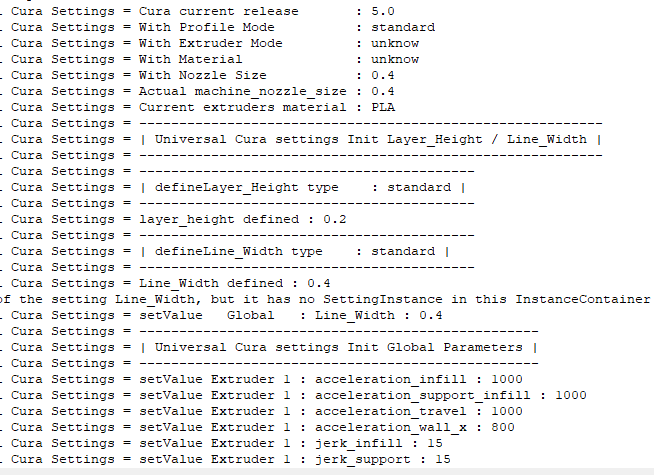 Cura Settings = Cura current release       : 5.0
Cura Settings = With Profile Mode          : standard
Cura Settings = With Extruder Mode         : unknow
Cura Settings = With Material              : unknow
Cura Settings = With Nozzle Size           : 0.4
Cura Settings = Actual machine_nozzle_size : 0.4
Cura Settings = Current extruders material : PLA
Cura Settings = ----------------------------------------------------------
Cura Settings = | Universal Cura settings Init Layer_Height / Line_Width |
Cura Settings = ----------------------------------------------------------
Cura Settings = ------------------------------------------
Cura Settings = | defineLayer_Height type    : standard |
Cura Settings = ------------------------------------------
Cura Settings = layer_height defined : 0.2
Cura Settings = ------------------------------------------
Cura Settings = | defineLine_Width type    : standard |
Cura Settings = ------------------------------------------
Cura Settings = Line_Width defined : 0.4
of the setting Line_Width, but it has no SettingInstance in this InstanceContainer
Cura Settings = setValue   Global   : Line_Width : 0.4
Cura Settings = --------------------------------------------------
Cura Settings = | Universal Cura settings Init Global Parameters |
Cura Settings = --------------------------------------------------
Cura Settings = setValue Extruder 1 : acceleration_infill : 1000
Cura Settings = setValue Extruder 1 : acceleration_support_infill : 1000
Cura Settings = setValue Extruder 1 : acceleration_travel : 1000
Cura Settings = setValue Extruder 1 : acceleration_wall_x : 800
Cura Settings = setValue Extruder 1 : jerk_infill : 15
Cura Settings = setValue Extruder 1 : jerk_support : 15